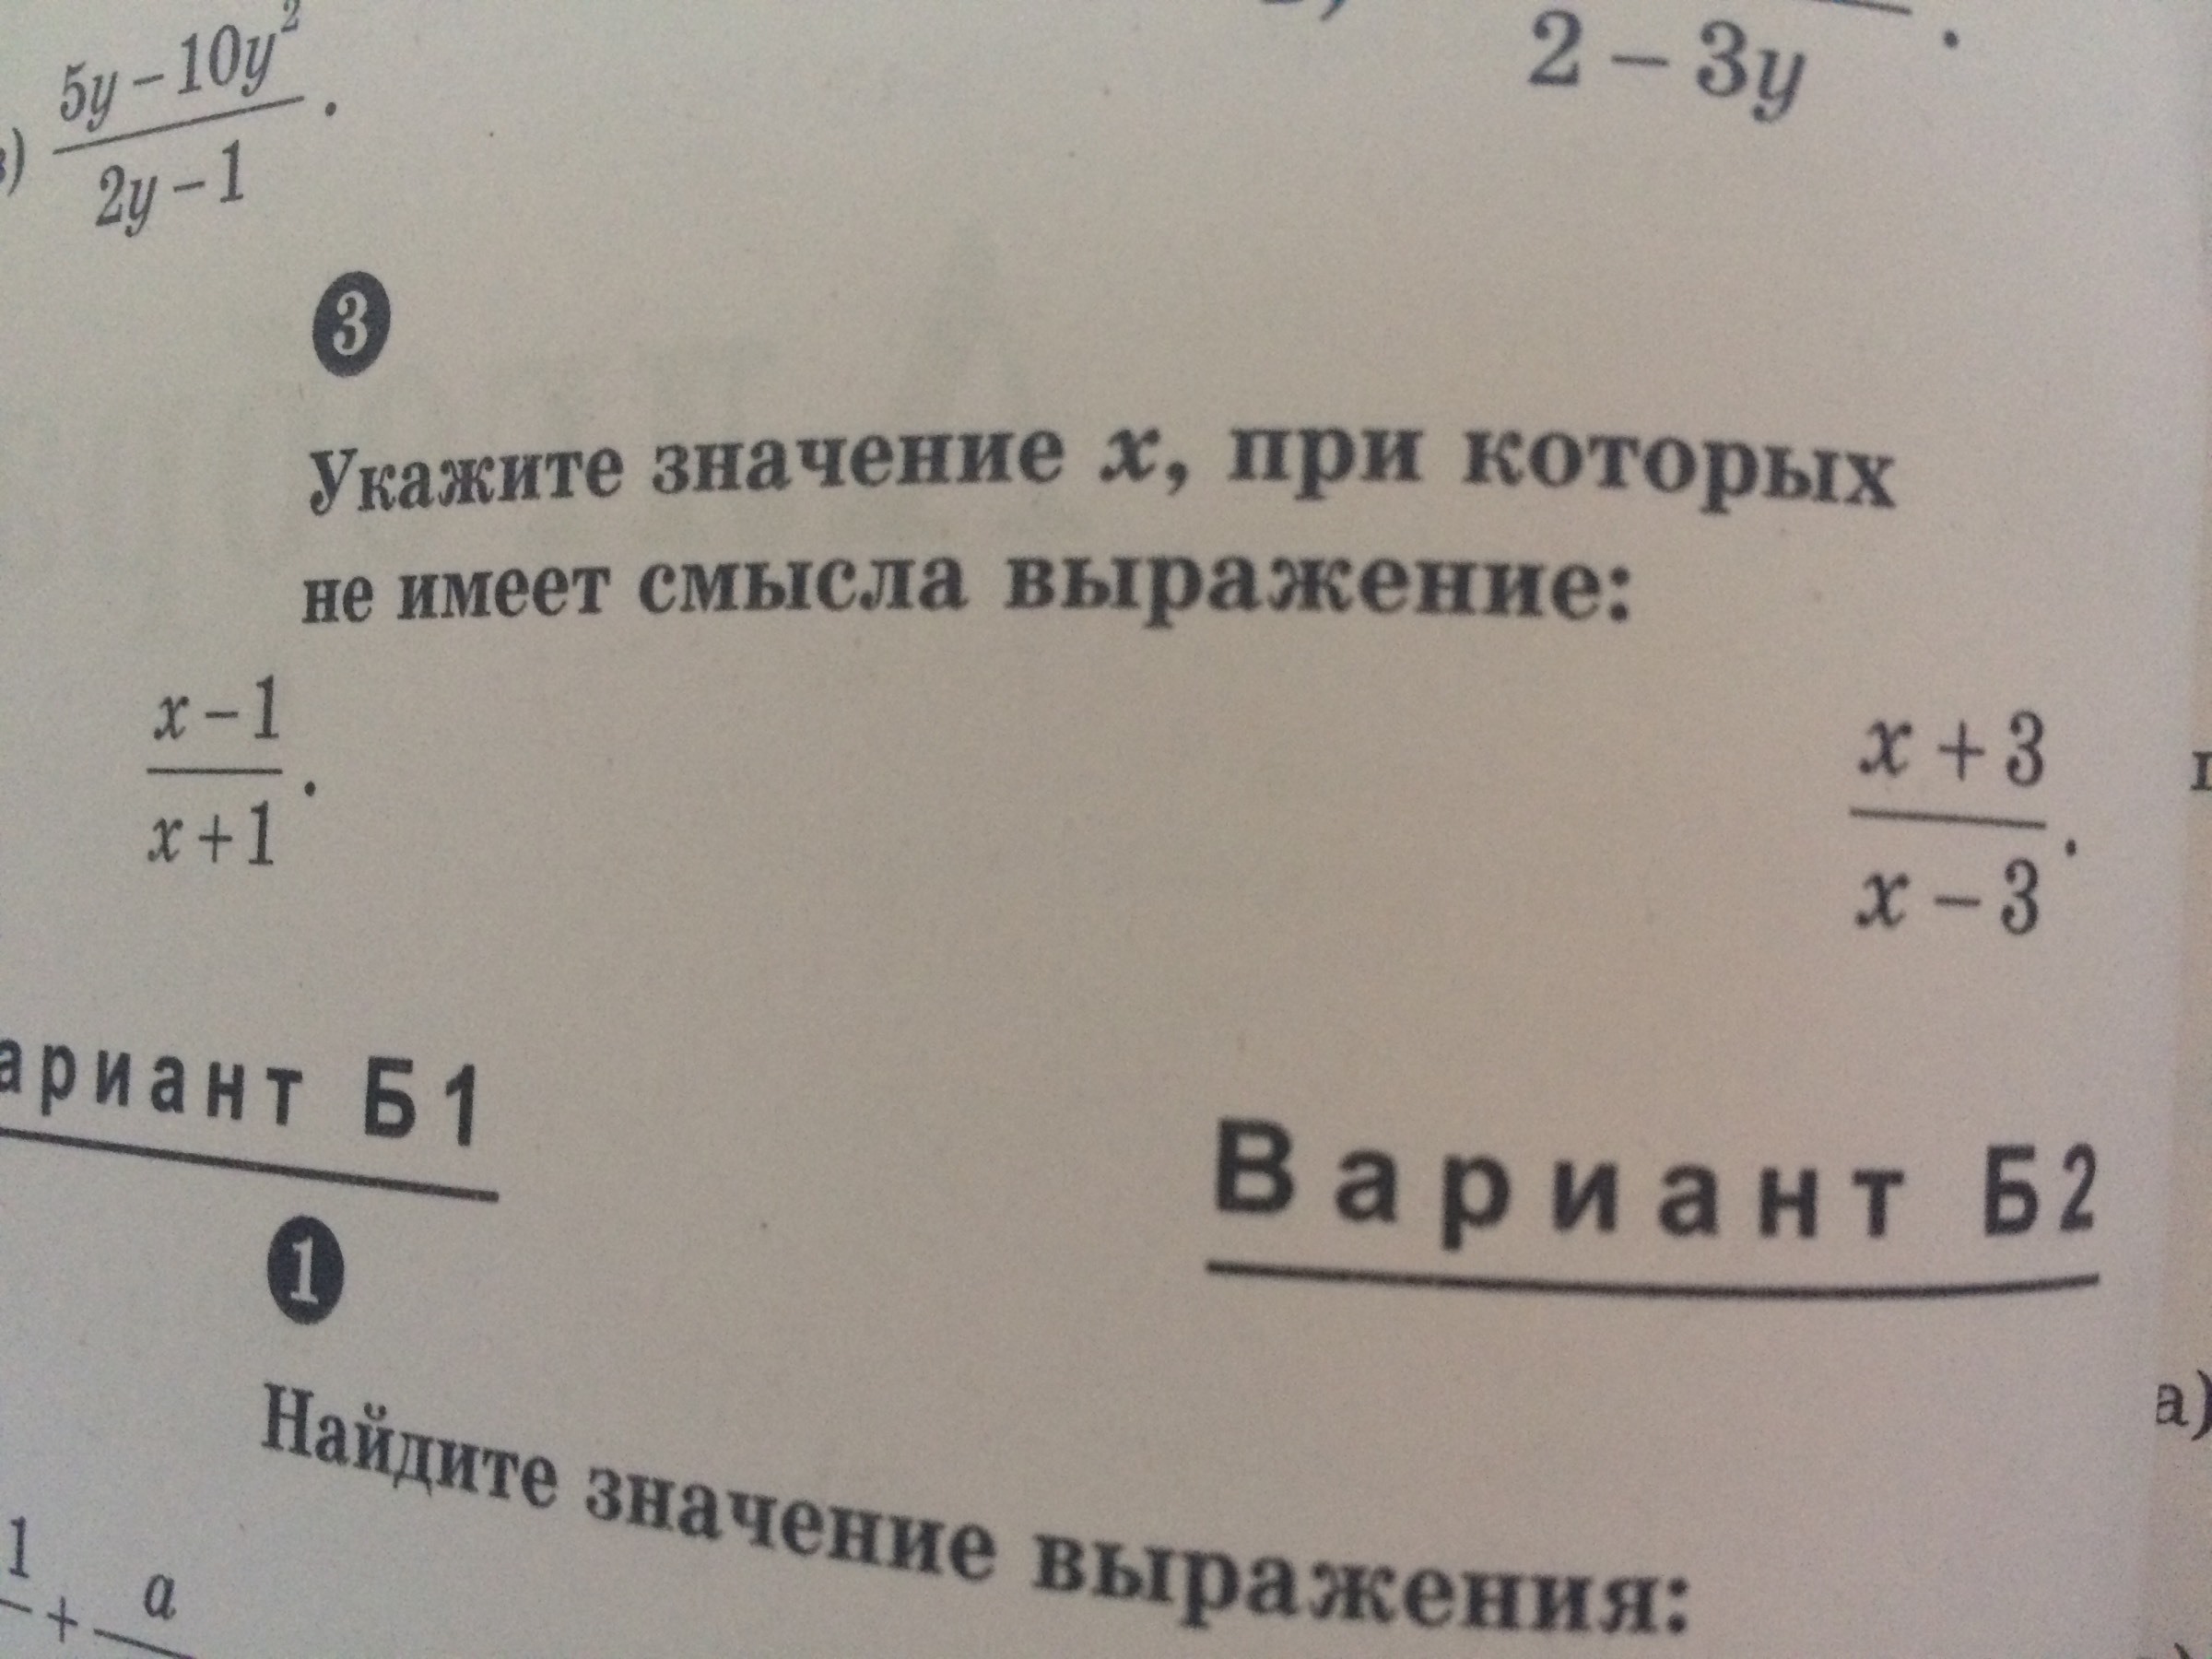 в) (5y – 10y²)/(2y – 1).
2 – 3y .
3
Укажите значение x, при которых
не имеет смысла выражение:
(x – 1)/(x + 1).
(x + 3)/(x – 3).
ариант Б1
Вариант Б2
1
Найдите значение выражения:
а)
1 + a